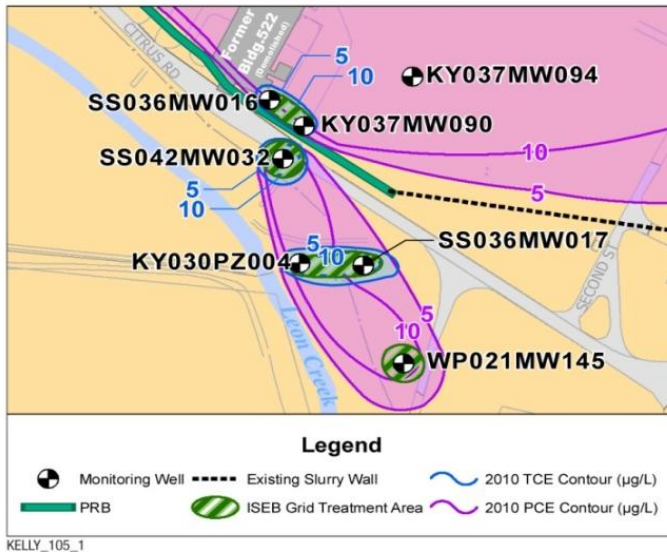 CITRUS RD
Former
Bldg.522
(Demolished)
5
10
KY037MW094
SS036MW016
KY037MW090
SS042MW032
10
5
5
10
5
10
SS036MW017
KY030PZ004
SECOND ST
5
10
Leon Creek
WP021MW145
Legend
Monitoring Well
Existing Slurry Wall
2010 TCE Contour (µg/L)
PRB
ISEB Grid Treatment Area
2010 PCE Contour (µg/L)
KELLY_105_1